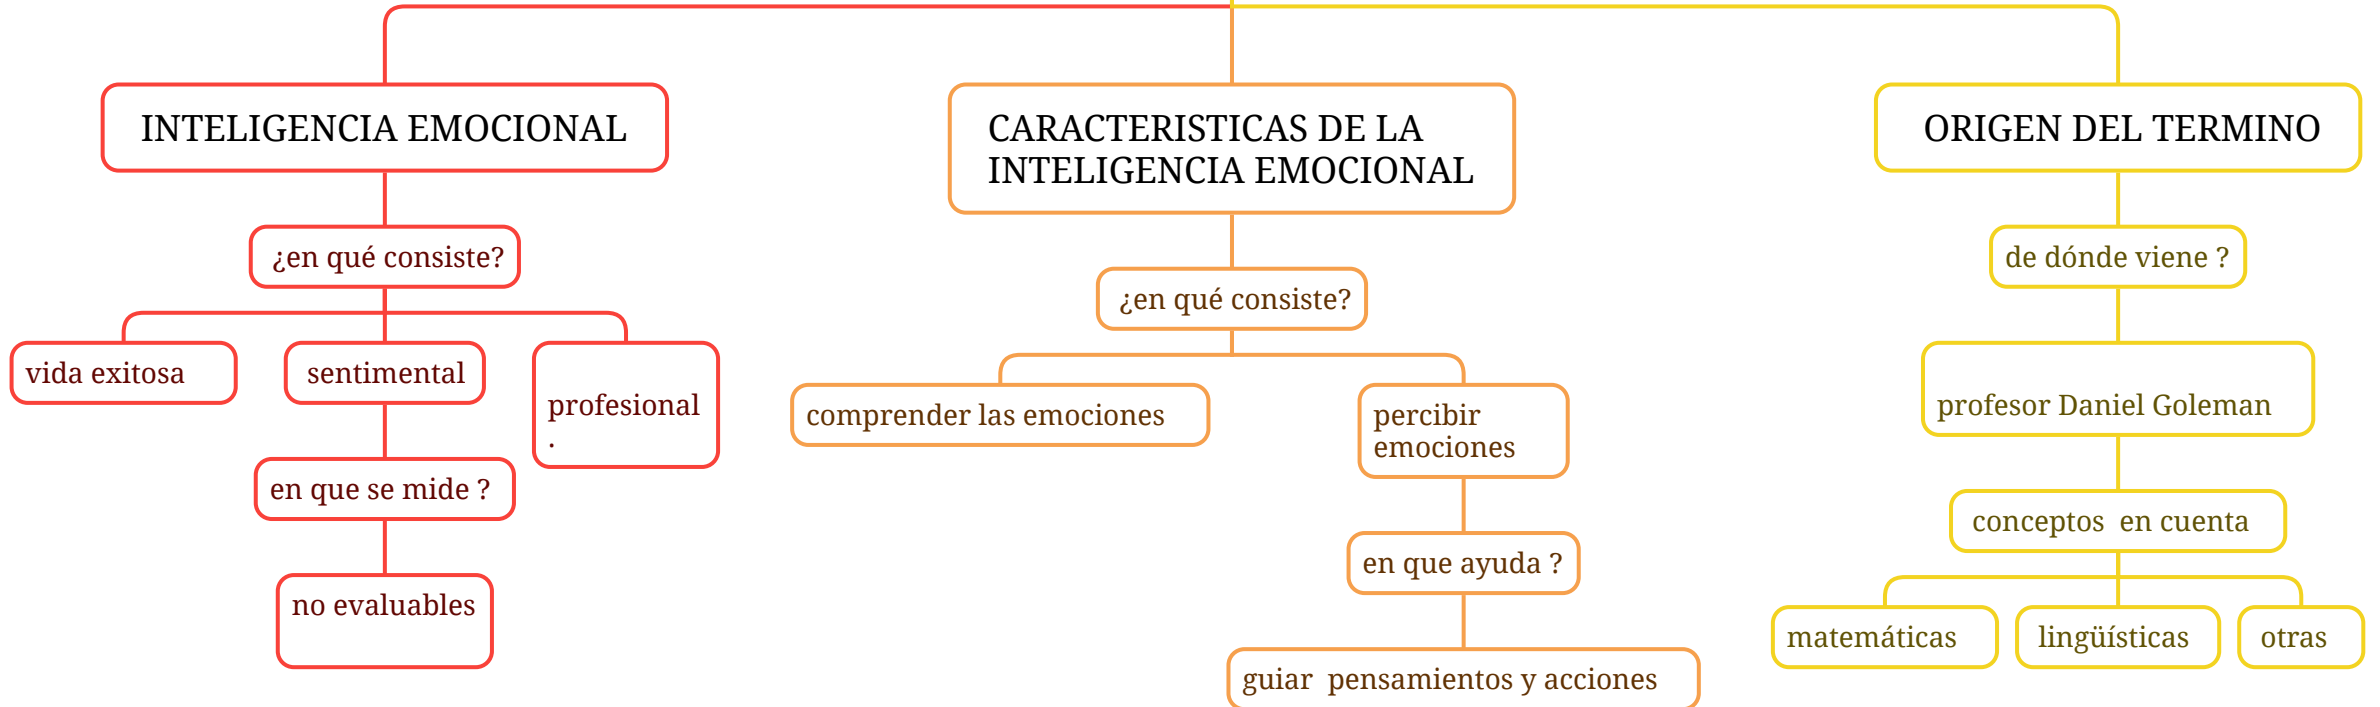 INTELIGENCIA EMOCIONAL
¿en qué consiste?
vida exitosa
sentimental
profesional
.
en que se mide ?
no evaluables
CARACTERISTICAS DE LA
INTELIGENCIA EMOCIONAL
¿en qué consiste?
comprender las emociones
percibir
emociones
en que ayuda ?
guiar  pensamientos y acciones
ORIGEN DEL TERMINO
de dónde viene ?
profesor Daniel Goleman
conceptos  en cuenta
matemáticas
lingüísticas
otras